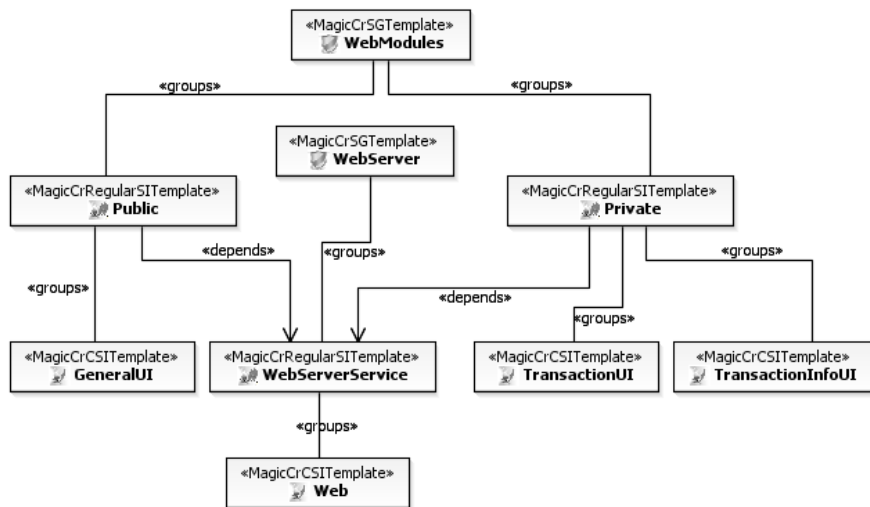 «MagicCrSGTemplate»
WebModules
«groups»
«groups»
«MagicCrSGTemplate»
WebServer
«MagicCrRegularSITemplate»
Public
«MagicCrRegularSITemplate»
Private
«depends»
«groups»
«groups»
«groups»
«depends»
«groups»
«MagicCrCSITemplate»
GeneralUI
«MagicCrRegularSITemplate»
WebServerService
«MagicCrCSITemplate»
TransactionUI
«MagicCrCSITemplate»
TransactionInfoUI
«groups»
«MagicCrCSITemplate»
Web